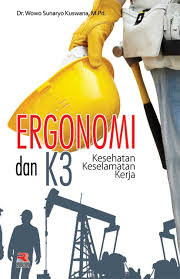 Dr. Wowo Sunaryo Kuswana, M.Pd.
ERGONOMI
dan K3
Kesehatan
Keselamatan
Kerja